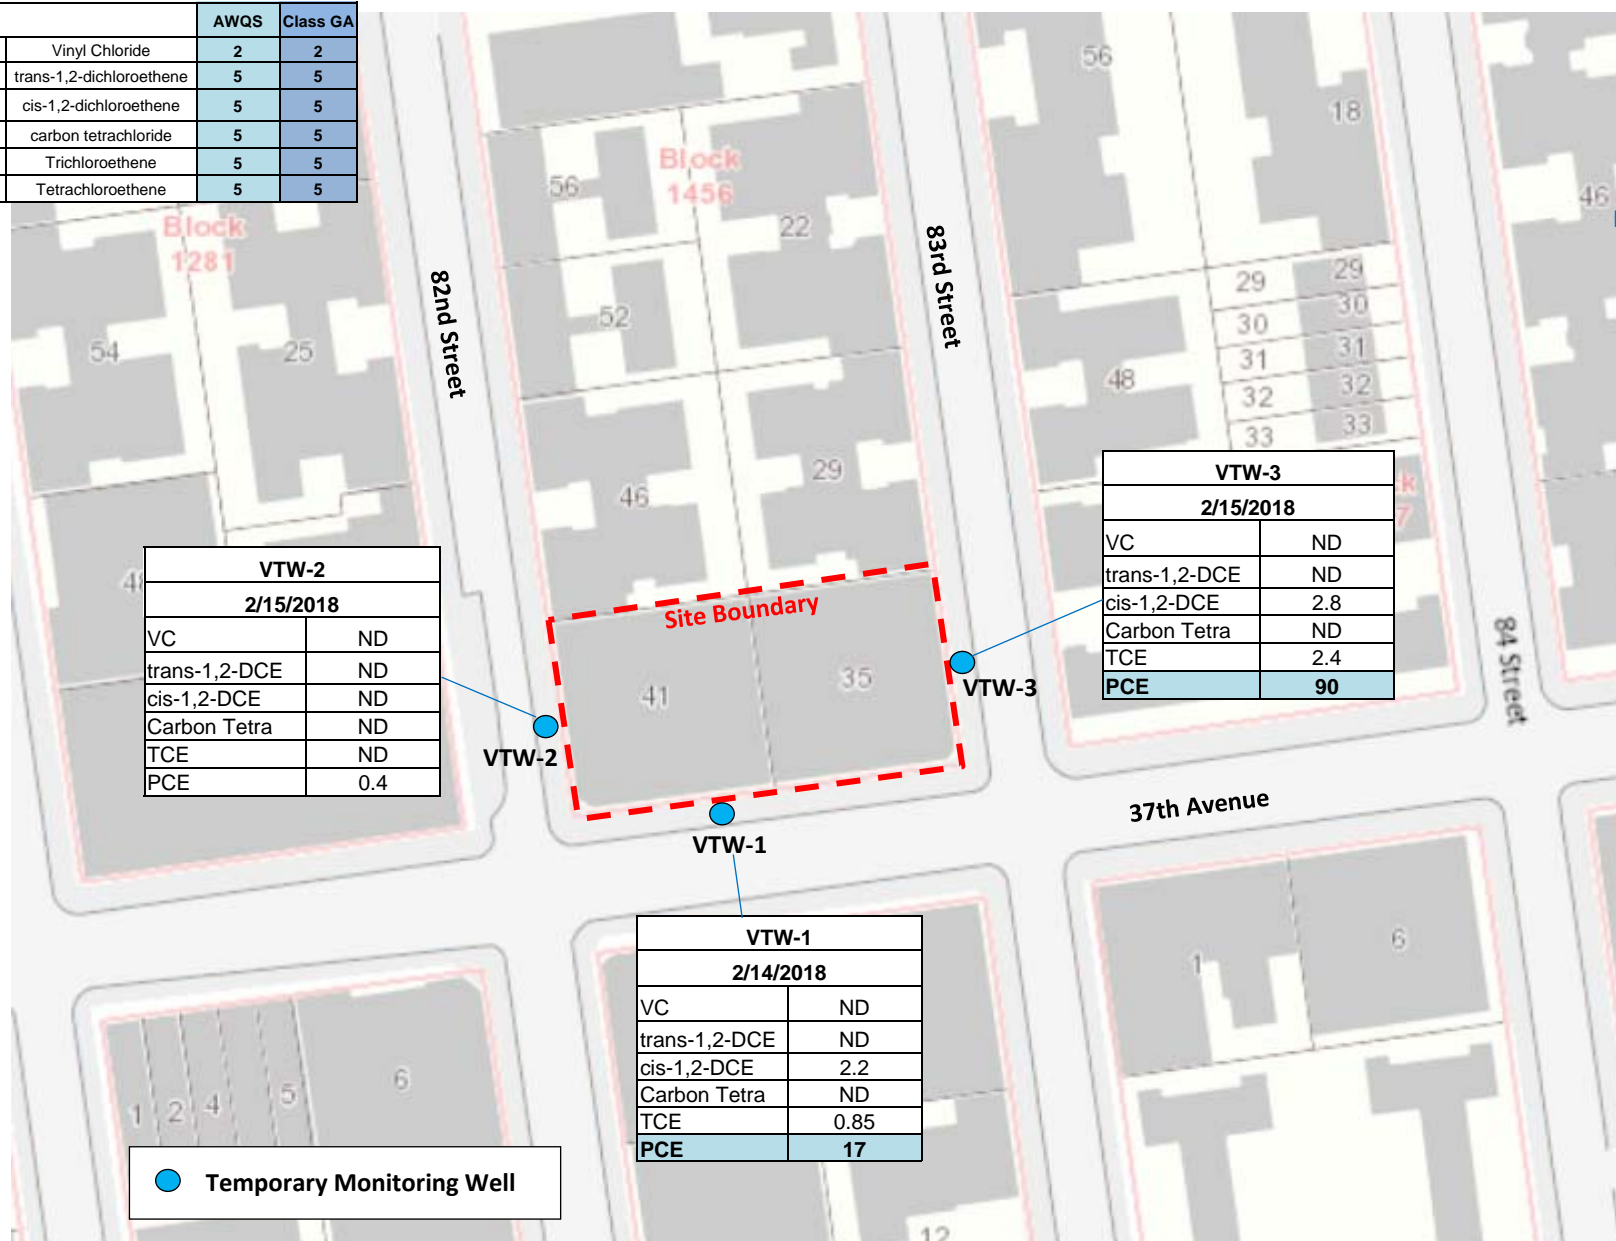 AWQS Class GA
Vinyl Chloride 2 2
trans-1,2-dichloroethene 5 5
cis-1,2-dichloroethene 5 5
carbon tetrachloride 5 5
Trichloroethene 5 5
Tetrachloroethene 5 5
56
18
Block
1456
56
22
46
Block
1281
82nd Street
83rd Street
29 29
30 30
31 31
32 32
33 33
52
54
25
48
29
46
VTW-3
2/15/2018
VC ND
trans-1,2-DCE ND
cis-1,2-DCE 2.8
Carbon Tetra ND
TCE 2.4
PCE 90
k
7
VTW-2
2/15/2018
VC ND
trans-1,2-DCE ND
cis-1,2-DCE ND
Carbon Tetra ND
TCE ND
PCE 0.4
Site Boundary
41
35
VTW-3
VTW-2
84 Street
37th Avenue
VTW-1
VTW-1
2/14/2018
VC ND
trans-1,2-DCE ND
cis-1,2-DCE 2.2
Carbon Tetra ND
TCE 0.85
PCE 17
1
6
1
2
4
5
6
Temporary Monitoring Well
12